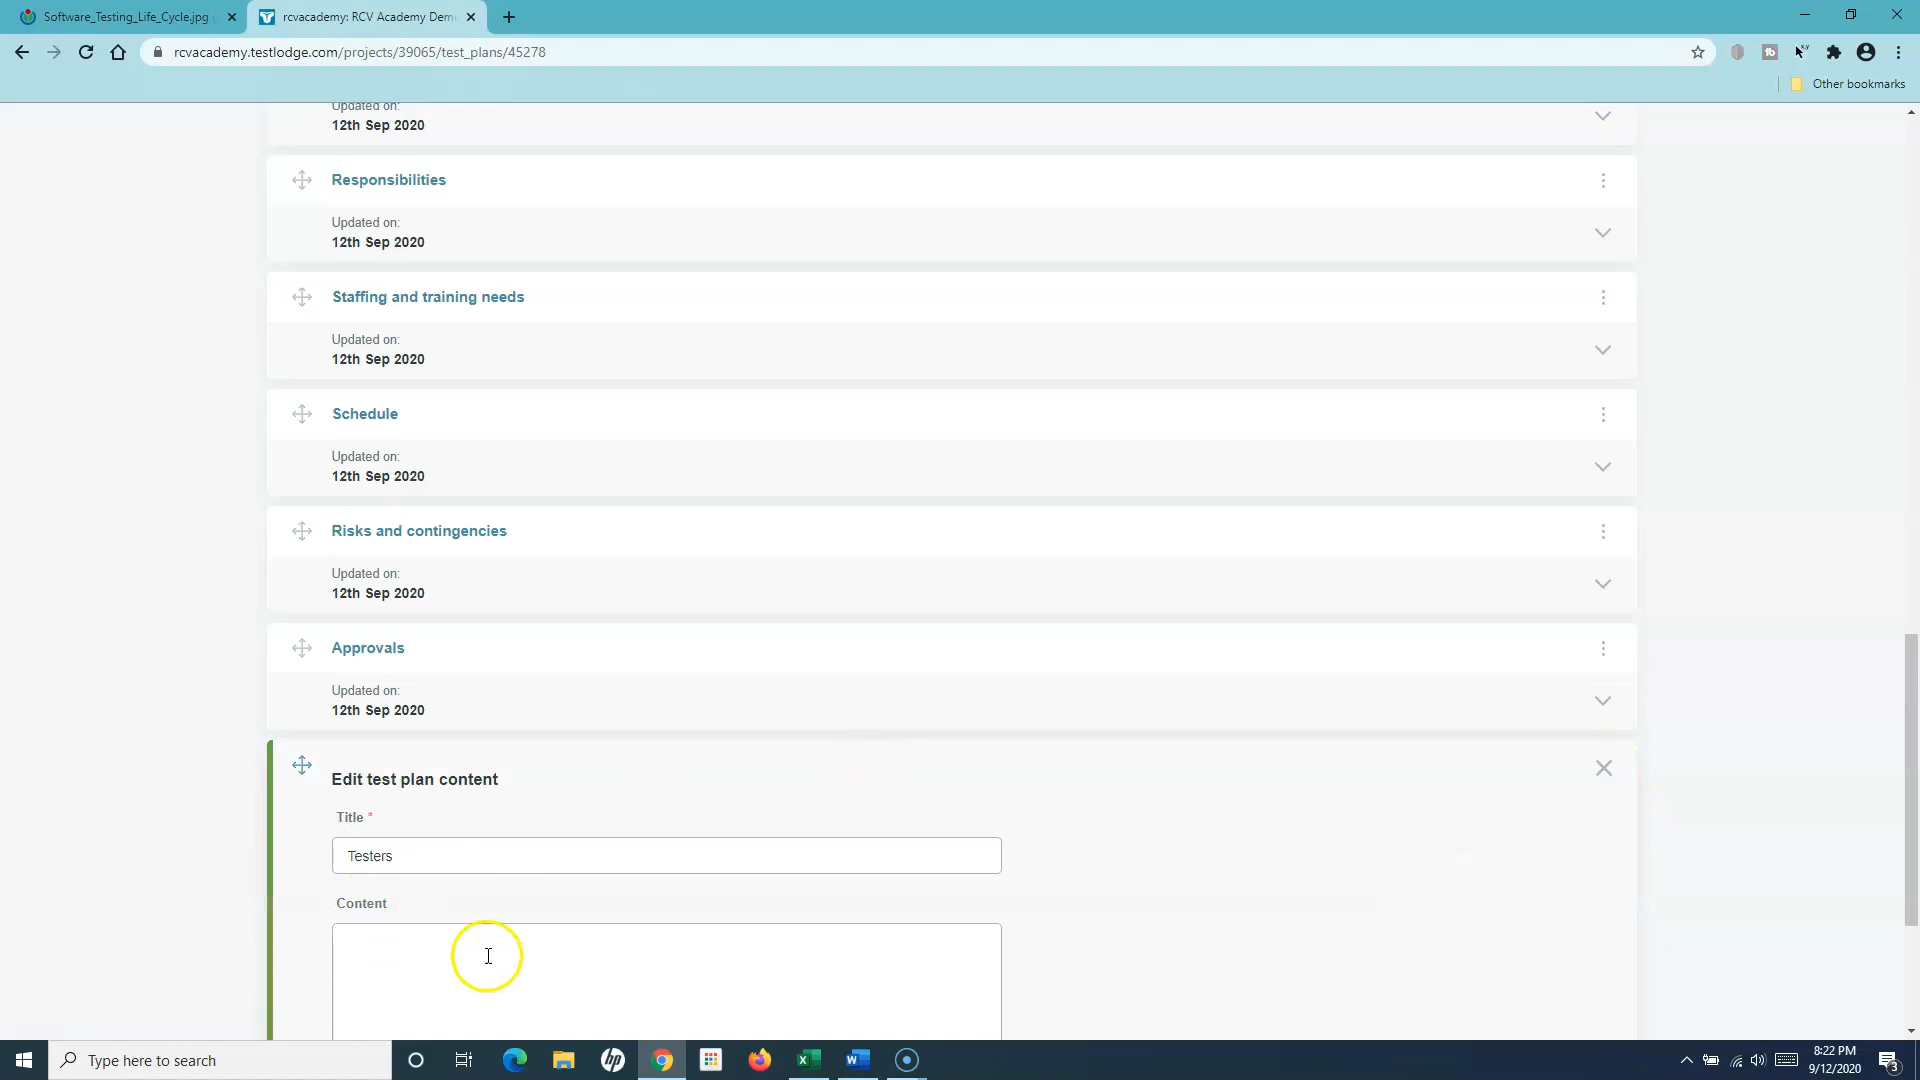 Software_Testing_Life_Cycle.jpg (
rcvacademy: RCV Academy Dem
rcvacademy.testlodge.com/projects/39065/test_plans/45278
Other bookmarks
Updated on:
12th Sep 2020
Responsibilities
Updated on:
12th Sep 2020
Staffing and training needs
Updated on:
12th Sep 2020
Schedule
Updated on:
12th Sep 2020
Risks and contingencies
Updated on:
12th Sep 2020
Approvals
Updated on:
12th Sep 2020
Edit test plan content
Title *
Testers
Content
Type here to search
8:22 PM
9/12/2020
3